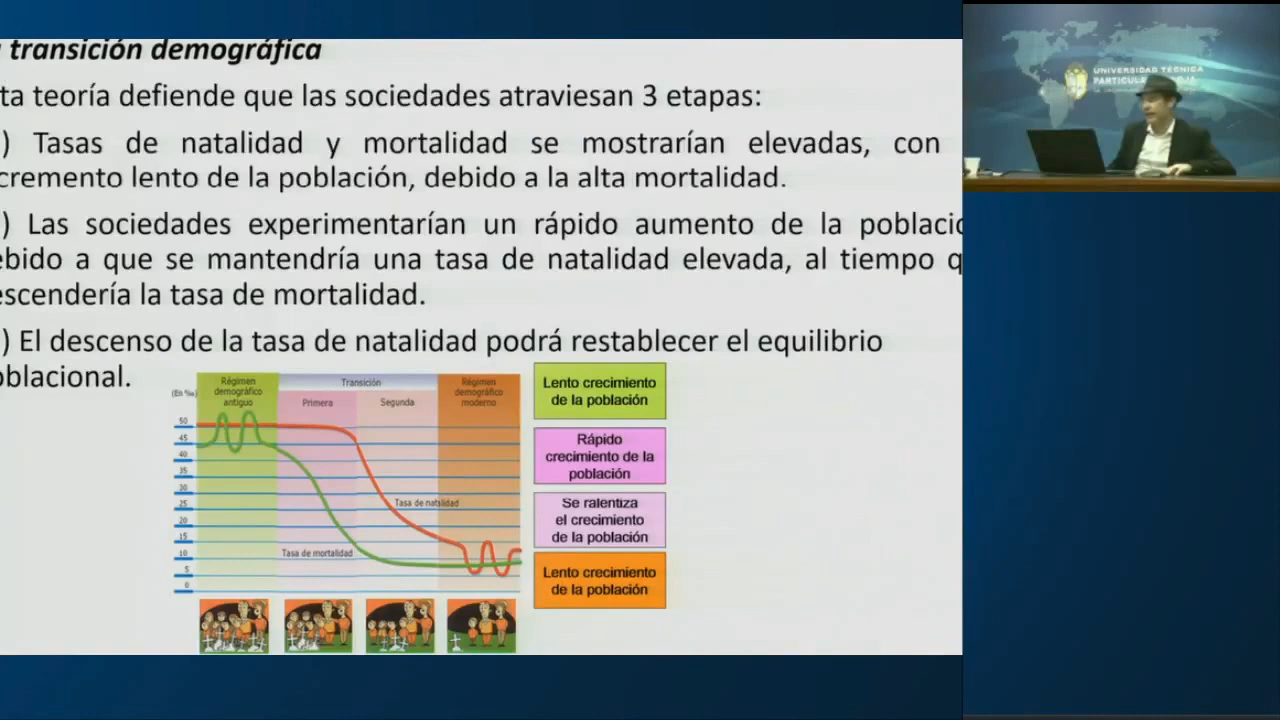 transición demográfica
ta teoría defiende que las sociedades atraviesan 3 etapas:
) Tasas de natalidad y mortalidad se mostrarían elevadas, con
cremento lento de la población, debido a la alta mortalidad.
) Las sociedades experimentarían un rápido aumento de la poblacio
ebido a que se mantendría una tasa de natalidad elevada, al tiempo q
escendería la tasa de mortalidad.
) El descenso de la tasa de natalidad podrá restablecer el equilibrio
oblacional.
(En ‰)
Régimen
demográfico
antiguo
Transición
Primera
Segunda
Régimen
demográfico
moderno
50
45
40
35
30
25
20
15
10
5
0
Tasa de natalidad
Tasa de mortalidad
Lento crecimiento
de la población
Rápido
crecimiento de la
población
Se ralentiza
el crecimiento
de la población
Lento crecimiento
de la población
UNIVERSIDAD TÉCNICA